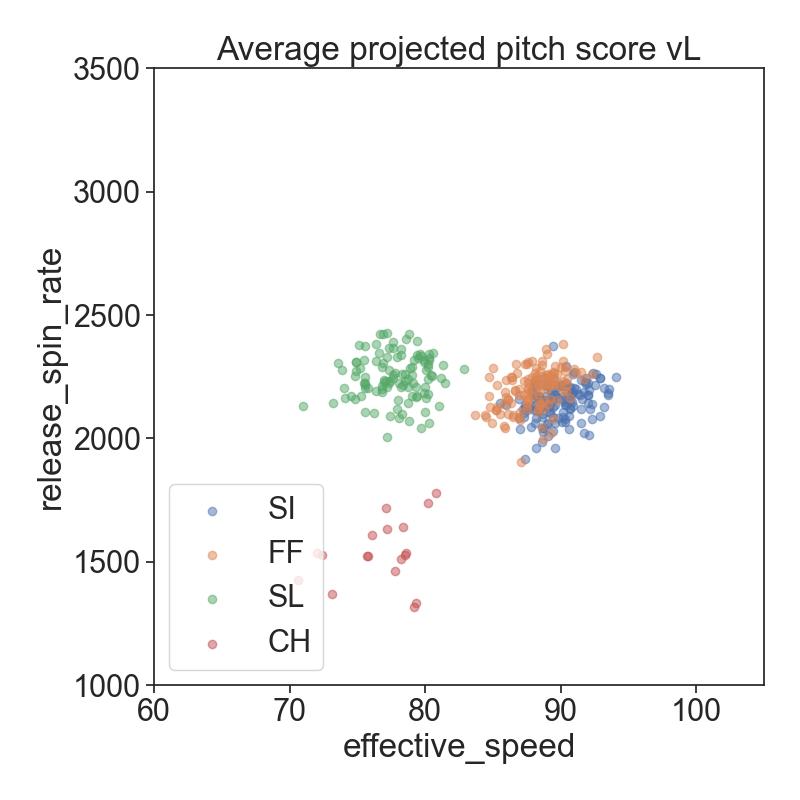 Average projected pitch score vL
3500
3000
2500
2000
1500
1000
release_spin_rate
SI
FF
SL
CH
60
70
80
90
100
effective_speed